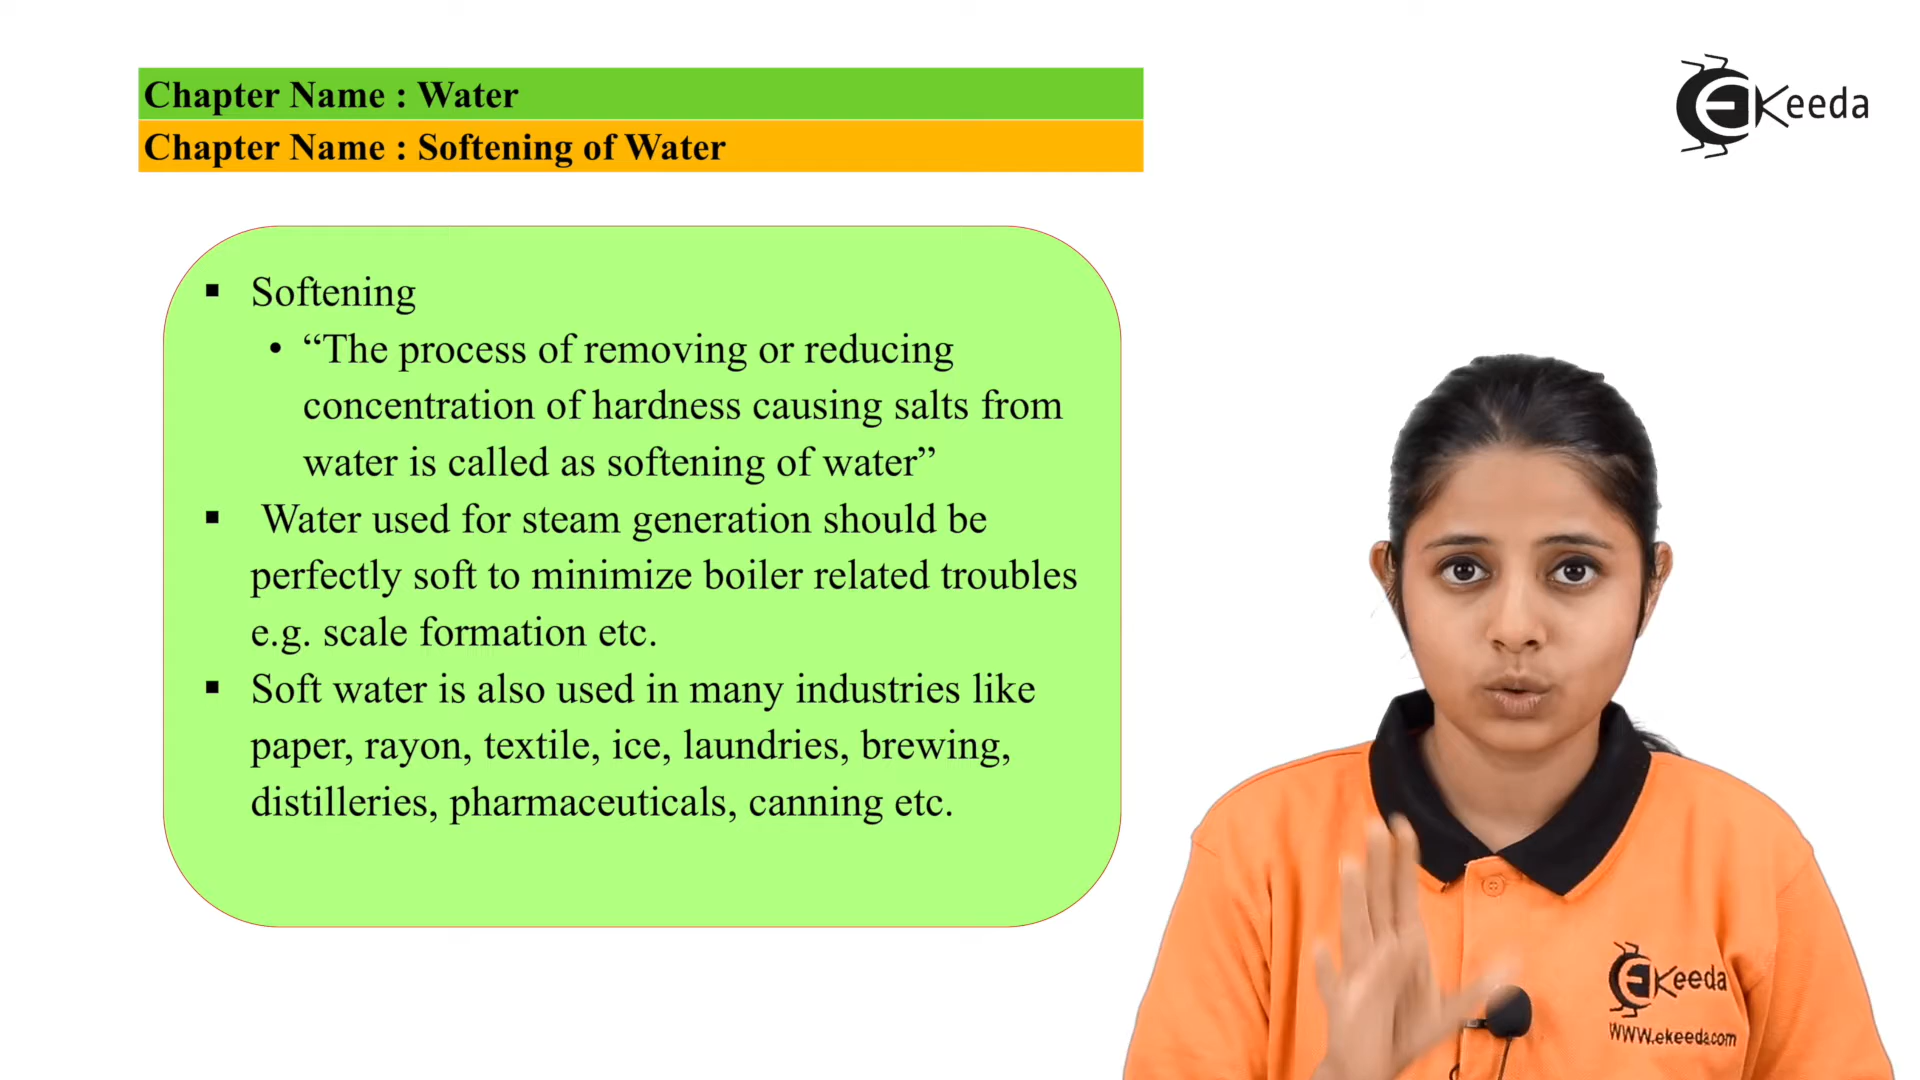 Chapter Name : Water
Chapter Name : Softening of Water
eKeeda
▪ Softening
• “The process of removing or reducing
concentration of hardness causing salts from
water is called as softening of water”
▪ Water used for steam generation should be
perfectly soft to minimize boiler related troubles
e.g. scale formation etc.
▪ Soft water is also used in many industries like
paper, rayon, textile, ice, laundries, brewing,
distilleries, pharmaceuticals, canning etc.
eKeeda
WWW.ekeeda.com